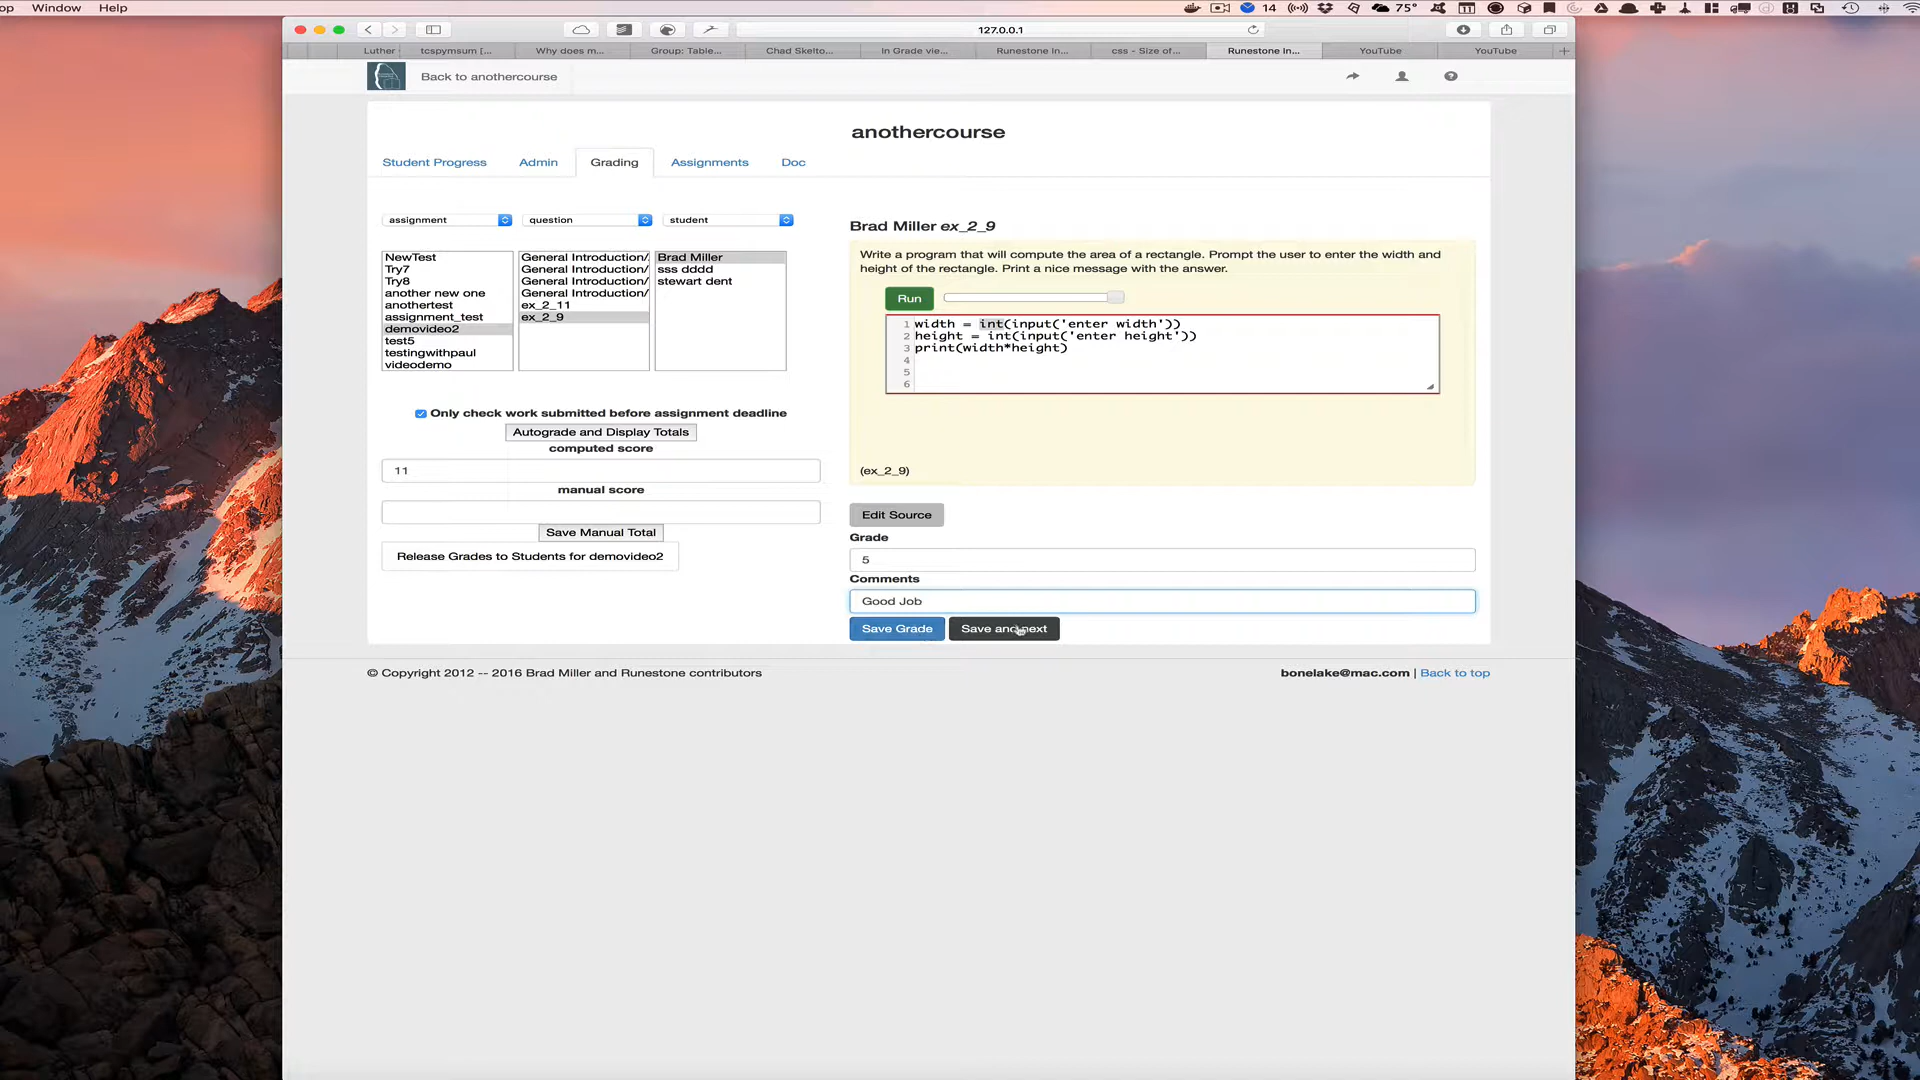 op Window Help
14 75° 11
127.0.0.1
Luther tcspymsum [... Why does m... Group: Table... Chad Skelto... In Grade vie... Runestone In... css - Size of... Runestone In... YouTube YouTube
Back to anothercourse
anothercourse
Student Progress Admin Grading Assignments Doc
assignment question student
NewTest
Try7
Try8
another new one
anothertest
assignment_test
demovideo2
test5
testingwithpaul
videodemo
General Introduction/
General Introduction/
General Introduction/
General Introduction/
ex_2_11
ex_2_9
Brad Miller
sss dddd
stewart dent
Only check work submitted before assignment deadline
Autograde and Display Totals
computed score
11
manual score
Save Manual Total
Release Grades to Students for demovideo2
Brad Miller ex_2_9
Write a program that will compute the area of a rectangle. Prompt the user to enter the width and
height of the rectangle. Print a nice message with the answer.
Run
1 width = int(input('enter width'))
2 height = int(input('enter height'))
3 print(width*height)
4
5
6
(ex_2_9)
Edit Source
Grade
5
Comments
Good Job
Save Grade Save and next
© Copyright 2012 -- 2016 Brad Miller and Runestone contributors
bonelake@mac.com | Back to top